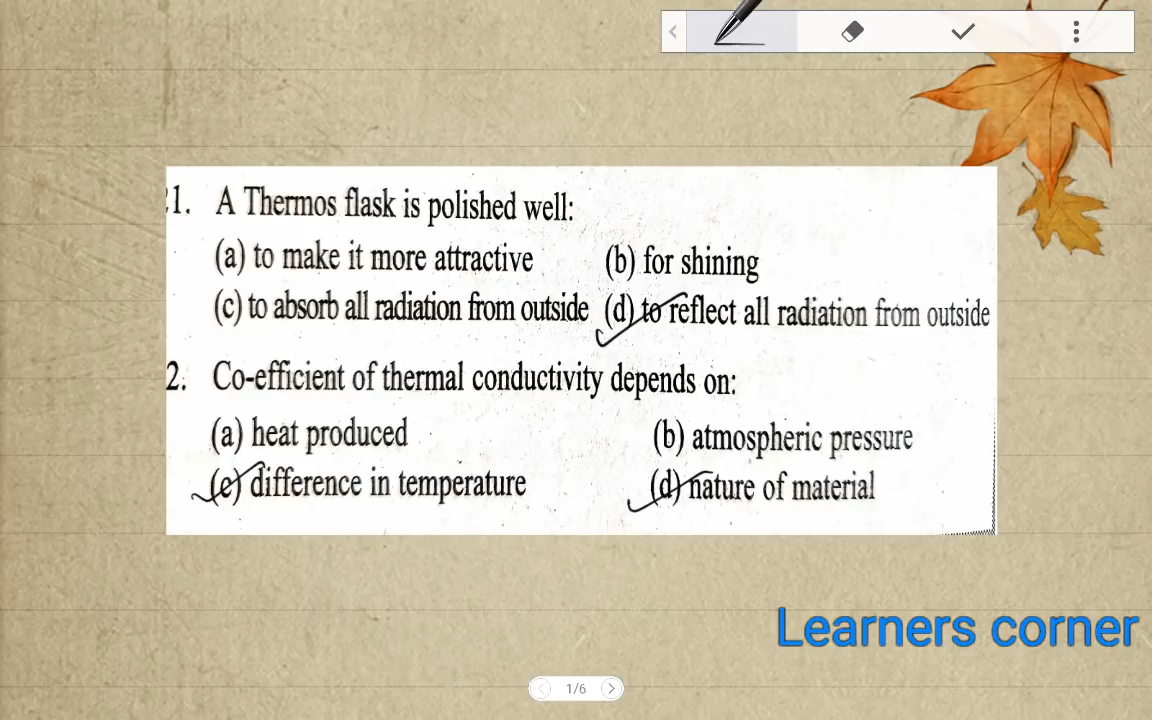 1. A Thermos flask is polished well:
(a) to make it more attractive (b) for shining
(c) to absorb all radiation from outside (d) to reflect all radiation from outside
2. Co-efficient of thermal conductivity depends on:
(a) heat produced (b) atmospheric pressure
(c) difference in temperature (d) nature of material
Learners corner
1/6